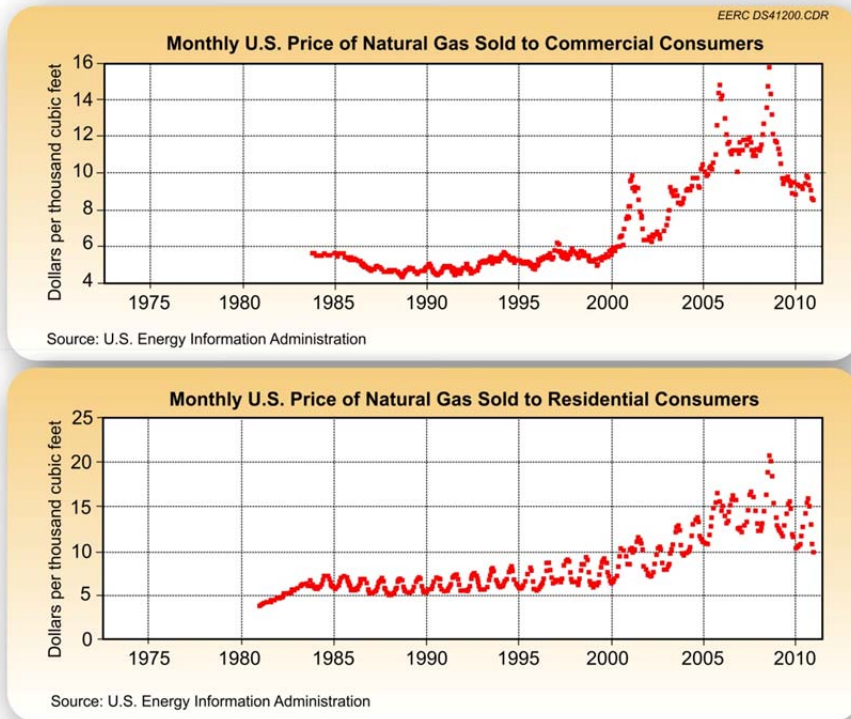 EERC DS41200.CDR
Monthly U.S. Price of Natural Gas Sold to Commercial Consumers
Dollars per thousand cubic feet
16
14
12
10
8
6
4
1975 1980 1985 1990 1995 2000 2005 2010
Source: U.S. Energy Information Administration
Monthly U.S. Price of Natural Gas Sold to Residential Consumers
Dollars per thousand cubic feet
25
20
15
10
5
0
1975 1980 1985 1990 1995 2000 2005 2010
Source: U.S. Energy Information Administration